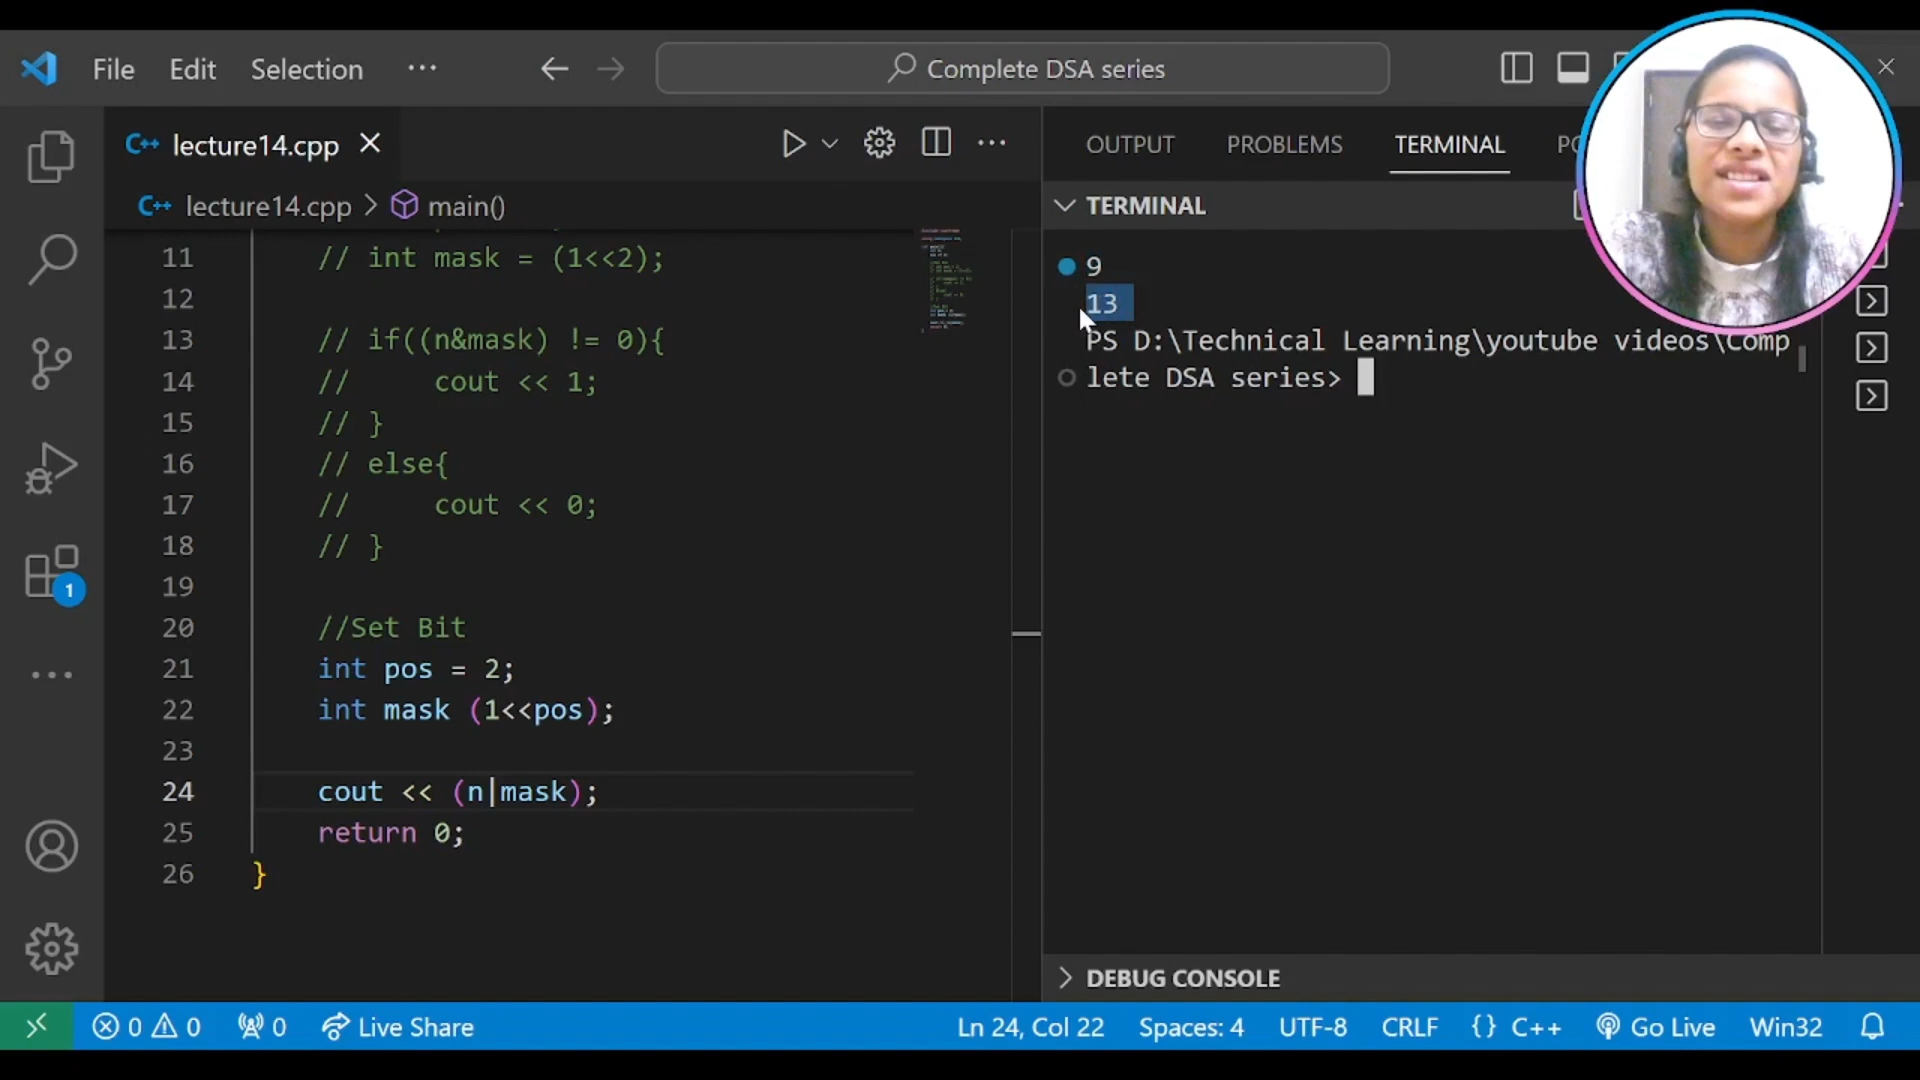 File Edit Selection ··· Complete DSA series
lecture14.cpp
lecture14.cpp > main()
11 // int mask = (1<<2);
12
13 // if((n&mask) != 0){
14 // cout << 1;
15 // }
16 // else{
17 // cout << 0;
18 // }
19
20 //Set Bit
21 int pos = 2;
22 int mask (1<<pos);
23
24 cout << (n|mask);
25 return 0;
26 }
OUTPUT PROBLEMS TERMINAL
TERMINAL
9
13
PS D:\Technical Learning\youtube videos\Comp
lete DSA series>
DEBUG CONSOLE
1
0 0 0 Live Share Ln 24, Col 22 Spaces: 4 UTF-8 CRLF {} C++ Go Live Win32